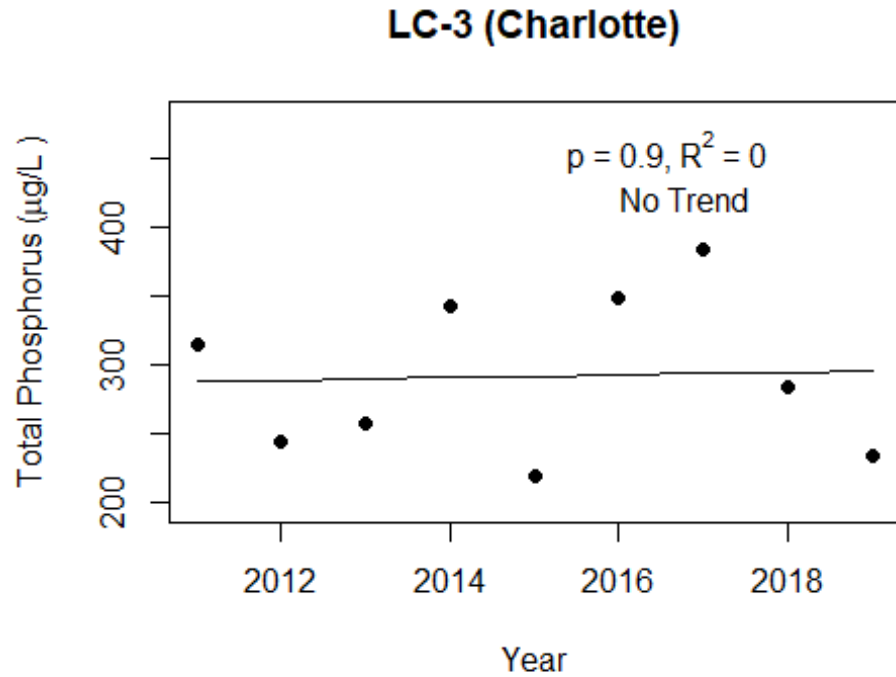 LC-3 (Charlotte)
p = 0.9, R² = 0
No Trend
Total Phosphorus (µg/L )
400
300
200
2012 2014 2016 2018
Year